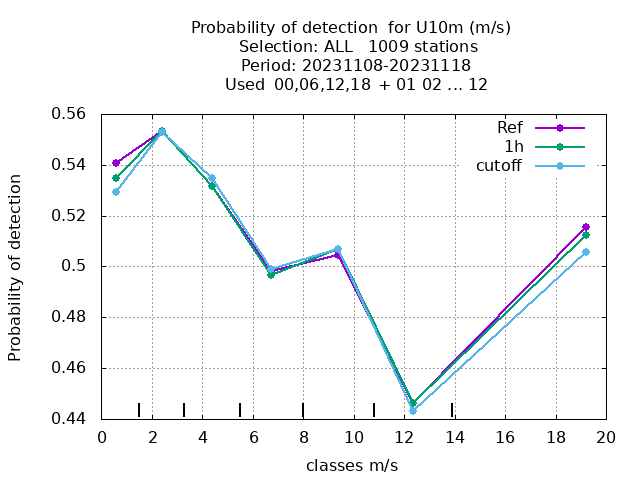 Probability of detection  for U10m (m/s)
Selection: ALL   1009 stations
Period: 20231108-20231118
Used  00,06,12,18  + 01 02 ... 12
Ref
1h
cutoff
Probability of detection
0.56
0.54
0.52
0.5
0.48
0.46
0.44
0 2 4 6 8 10 12 14 16 18 20
classes m/s